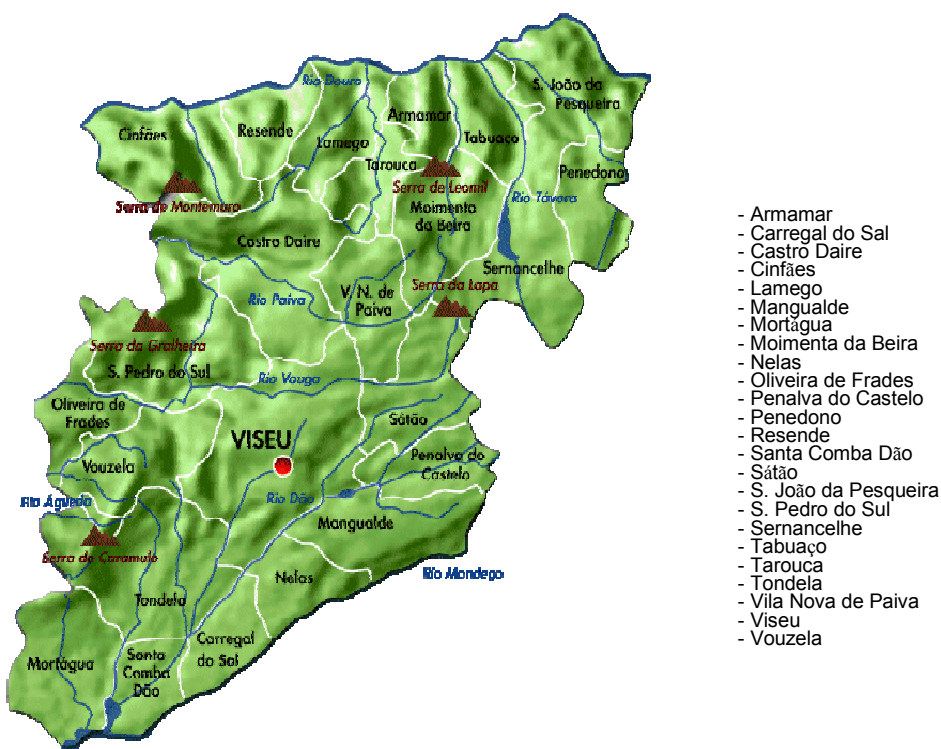 Rio Douro
S. João da
Pesqueira
Cinfães
Resende
Armamar
Lamego
Tabuaço
Tarouca
Penedono
Serra de Leomil
Serra de Montemuro
Rio Távora
Moimenta
da Beira
Castro Daire
Sernancelhe
Serra da Lapa
V. N. de
Paiva
Rio Paiva
Serra da Gralheira
S. Pedro do Sul
Rio Vouga
Oliveira de
Frades
Sátão
VISEU
Penalva do
Castelo
Vouzela
Rio Águeda
Rio Dão
Mangualde
Serra do Caramulo
Rio Mondego
Nelas
Tondela
Carregal
do Sal
Mortágua
Santa
Comba
Dão
- Armamar
- Carregal do Sal
- Castro Daire
- Cinfães
- Lamego
- Mangualde
- Mortágua
- Moimenta da Beira
- Nelas
- Oliveira de Frades
- Penalva do Castelo
- Penedono
- Resende
- Santa Comba Dão
- Sátão
- S. João da Pesqueira
- S. Pedro do Sul
- Sernancelhe
- Tabuaço
- Tarouca
- Tondela
- Vila Nova de Paiva
- Viseu
- Vouzela